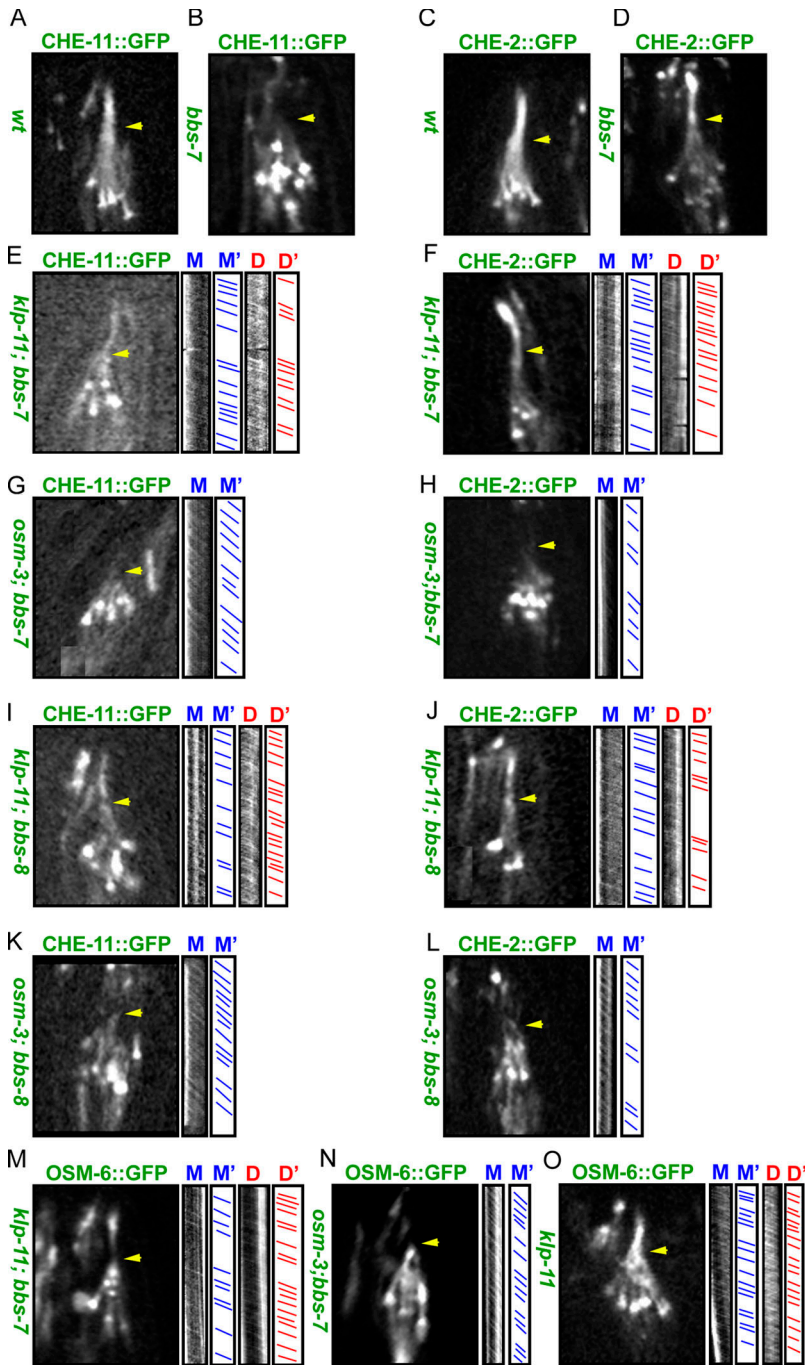 A CHE-11::GFP wt
B CHE-11::GFP bbs-7
C CHE-2::GFP wt
D CHE-2::GFP bbs-7
E CHE-11::GFP M M' D D' klp-11; bbs-7
F CHE-2::GFP M M' D D' klp-11; bbs-7
G CHE-11::GFP M M' osm-3; bbs-7
H CHE-2::GFP M M' osm-3;bbs-7
I CHE-11::GFP M M' D D' klp-11; bbs-8
J CHE-2::GFP M M' D D' klp-11; bbs-8
K CHE-11::GFP M M' osm-3; bbs-8
L CHE-2::GFP M M' osm-3; bbs-8
M OSM-6::GFP M M' D D' klp-11; bbs-7
N OSM-6::GFP M M' osm-3;bbs-7
O OSM-6::GFP M M' D D' klp-11